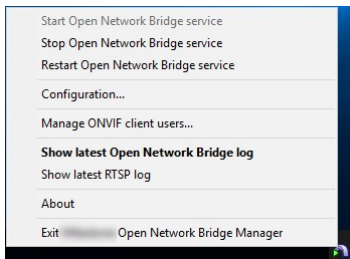 Start Open Network Bridge service
Stop Open Network Bridge service
Restart Open Network Bridge service
Configuration...
Manage ONVIF client users...
Show latest Open Network Bridge log
Show latest RTSP log
About
Exit Open Network Bridge Manager